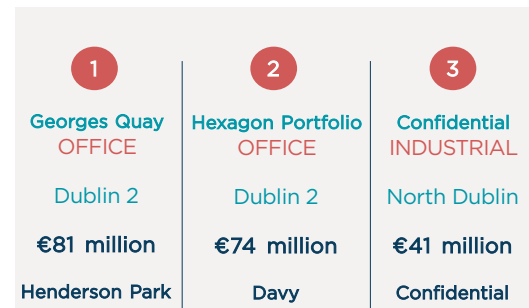 1
Georges Quay
OFFICE
Dublin 2
€81 million
Henderson Park
2
Hexagon Portfolio
OFFICE
Dublin 2
€74 million
Davy
3
Confidential
INDUSTRIAL
North Dublin
€41 million
Confidential